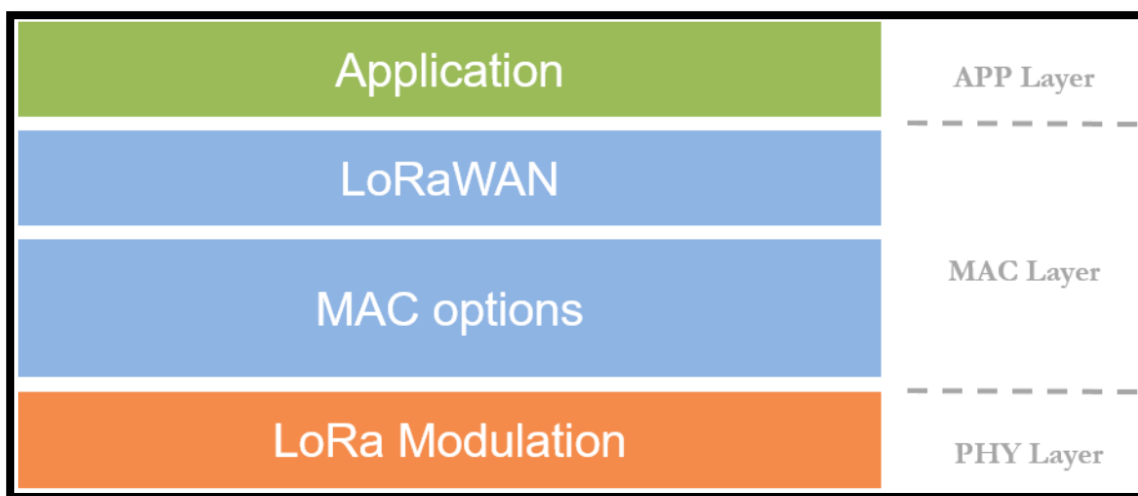 Application
APP Layer
LoRaWAN
MAC options
MAC Layer
LoRa Modulation
PHY Layer